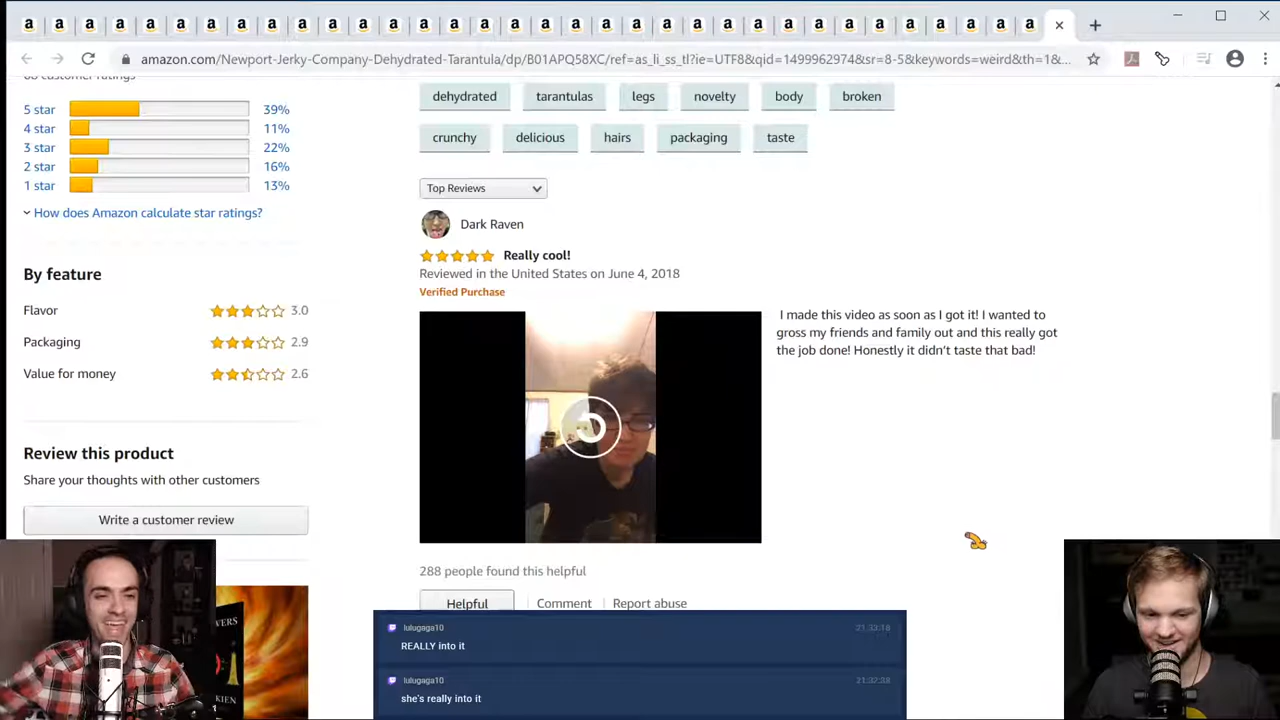 amazon.com/Newport-Jerky-Company-Dehydrated-Tarantula/dp/B01APQ58XC/ref=as_li_ss_tl?ie=UTF8&qid=1499962974&sr=8-5&keywords=weird&th=1&...
68 customer ratings
5 star 39%
4 star 11%
3 star 22%
2 star 16%
1 star 13%
How does Amazon calculate star ratings?
By feature
Flavor 3.0
Packaging 2.9
Value for money 2.6
Review this product
Share your thoughts with other customers
Write a customer review
dehydrated tarantulas legs novelty body broken
crunchy delicious hairs packaging taste
Top Reviews
Dark Raven
Really cool!
Reviewed in the United States on June 4, 2018
Verified Purchase
I made this video as soon as I got it! I wanted to
gross my friends and family out and this really got
the job done! Honestly it didn't taste that bad!
288 people found this helpful
Helpful Comment Report abuse
lulugaga10 21:33:18
REALLY into it
lulugaga10
she's really into it